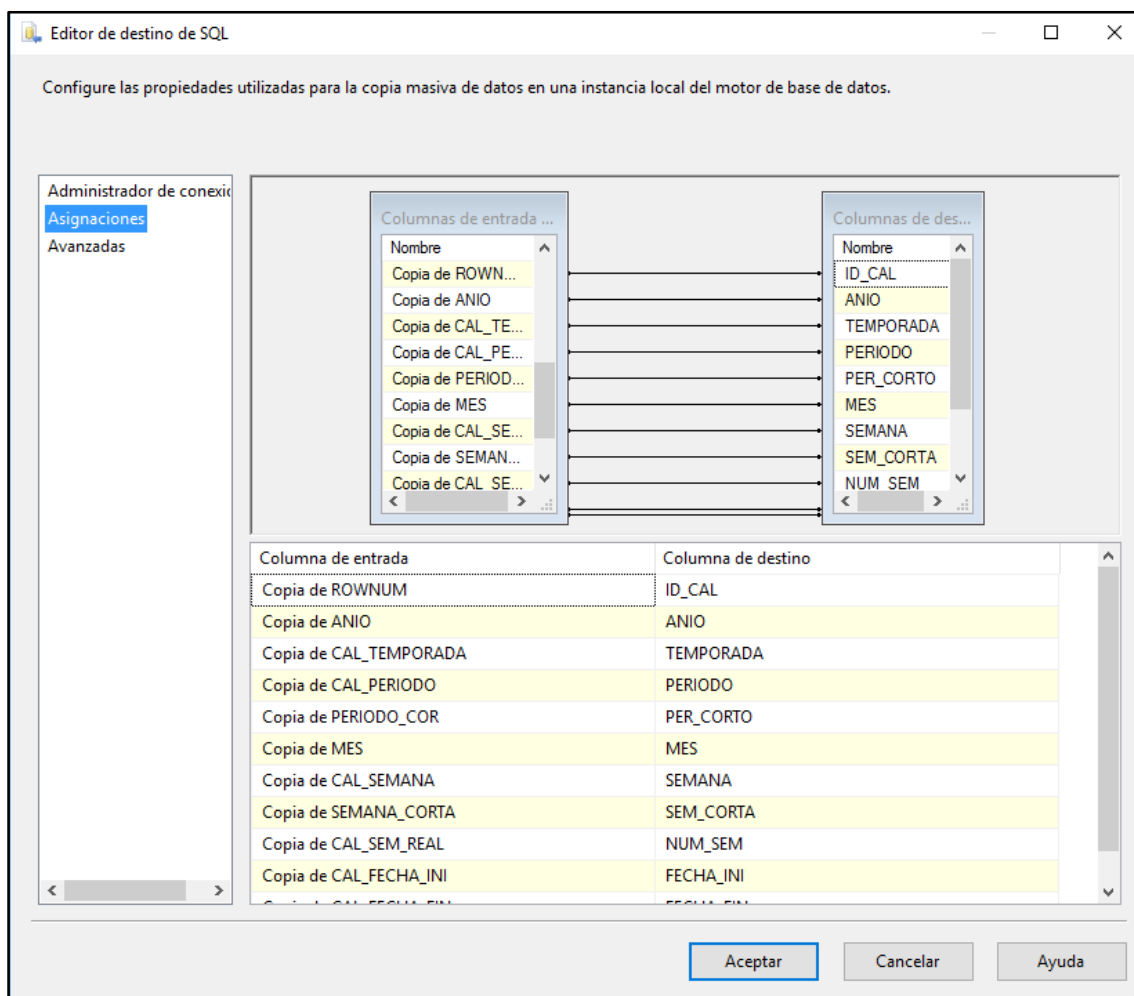 Editor de destino de SQL
Configure las propiedades utilizadas para la copia masiva de datos en una instancia local del motor de base de datos.
Administrador de conexio
Asignaciones
Avanzadas
Columnas de entrada ...
Nombre
Copia de ROWN...
Copia de ANIO
Copia de CAL_TE...
Copia de CAL_PE...
Copia de PERIOD...
Copia de MES
Copia de CAL_SE...
Copia de SEMAN...
Copia de CAL_SE...
Columnas de des...
Nombre
ID_CAL
ANIO
TEMPORADA
PERIODO
PER_CORTO
MES
SEMANA
SEM_CORTA
NUM_SEM
Columna de entrada Columna de destino
Copia de ROWNUM ID_CAL
Copia de ANIO ANIO
Copia de CAL_TEMPORADA TEMPORADA
Copia de CAL_PERIODO PERIODO
Copia de PERIODO_COR PER_CORTO
Copia de MES MES
Copia de CAL_SEMANA SEMANA
Copia de SEMANA_CORTA SEM_CORTA
Copia de CAL_SEM_REAL NUM_SEM
Copia de CAL_FECHA_INI FECHA_INI
Copia de CAL_FECHA_FIN FECHA_FIN
Aceptar Cancelar Ayuda